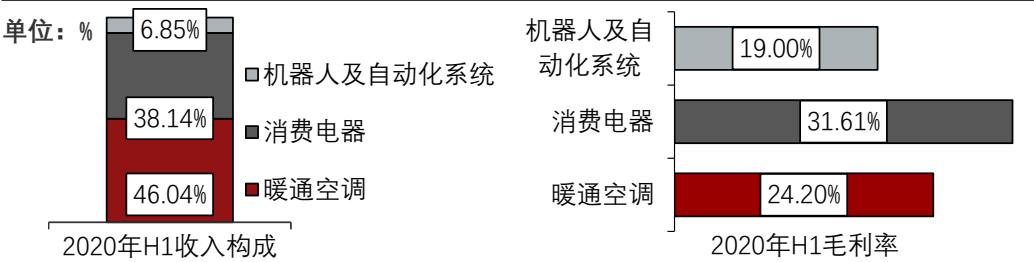 单位：%
6.85%
38.14%
46.04%
2020年H1收入构成
机器人及自动化系统
消费电器
暖通空调
机器人及自
动化系统
19.00%
消费电器
31.61%
暖通空调
24.20%
2020年H1毛利率